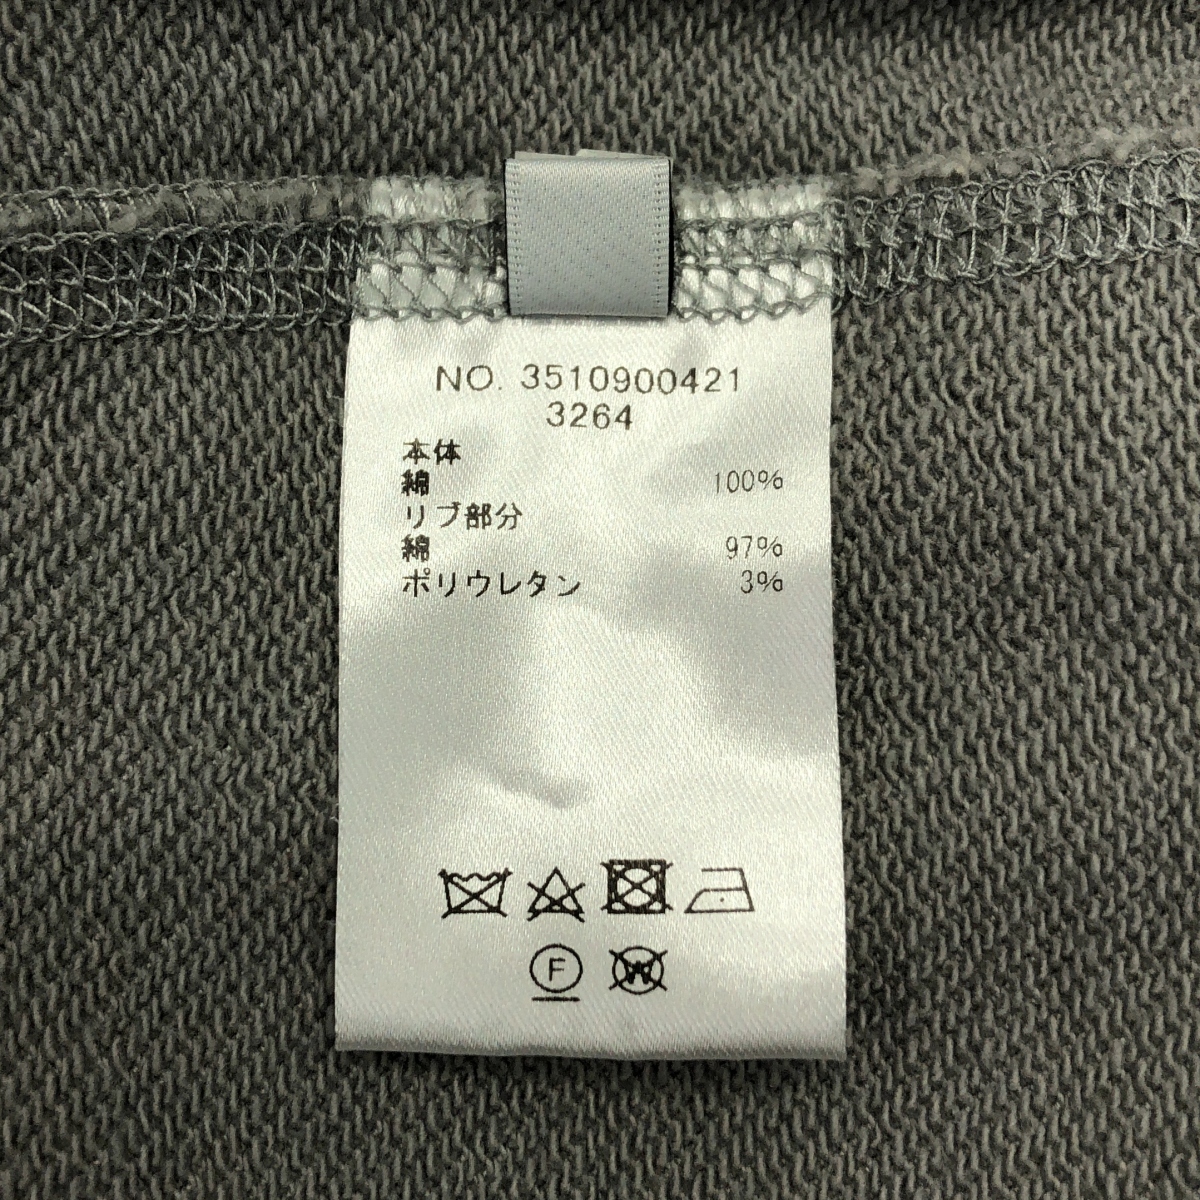 NO. 3510900421
3264
本体
綿 100%
リブ部分
綿 97%
ポリウレタン 3%
F
W